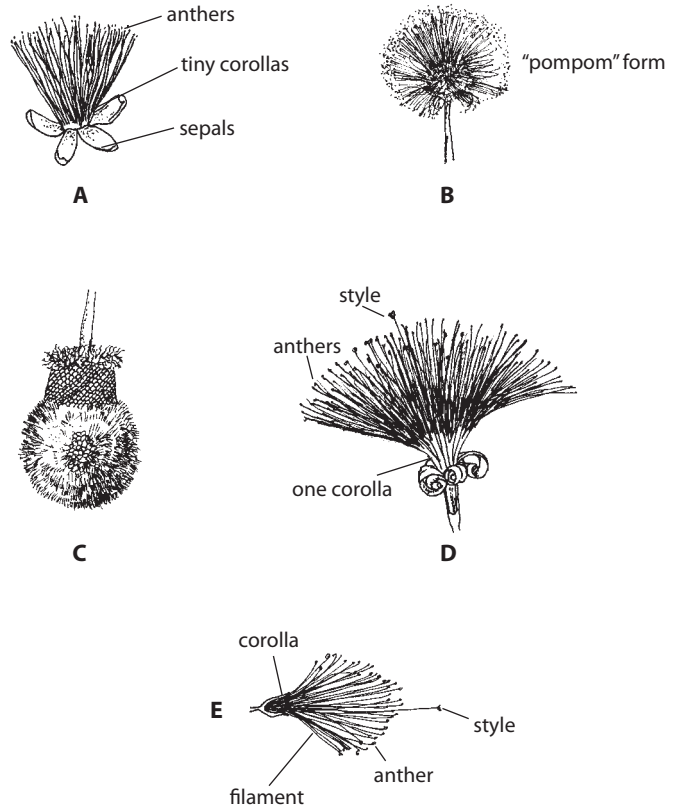 anthers
tiny corollas
sepals
A
“pompom” form
B
C
style
anthers
one corolla
D
corolla
E
style
anther
filament